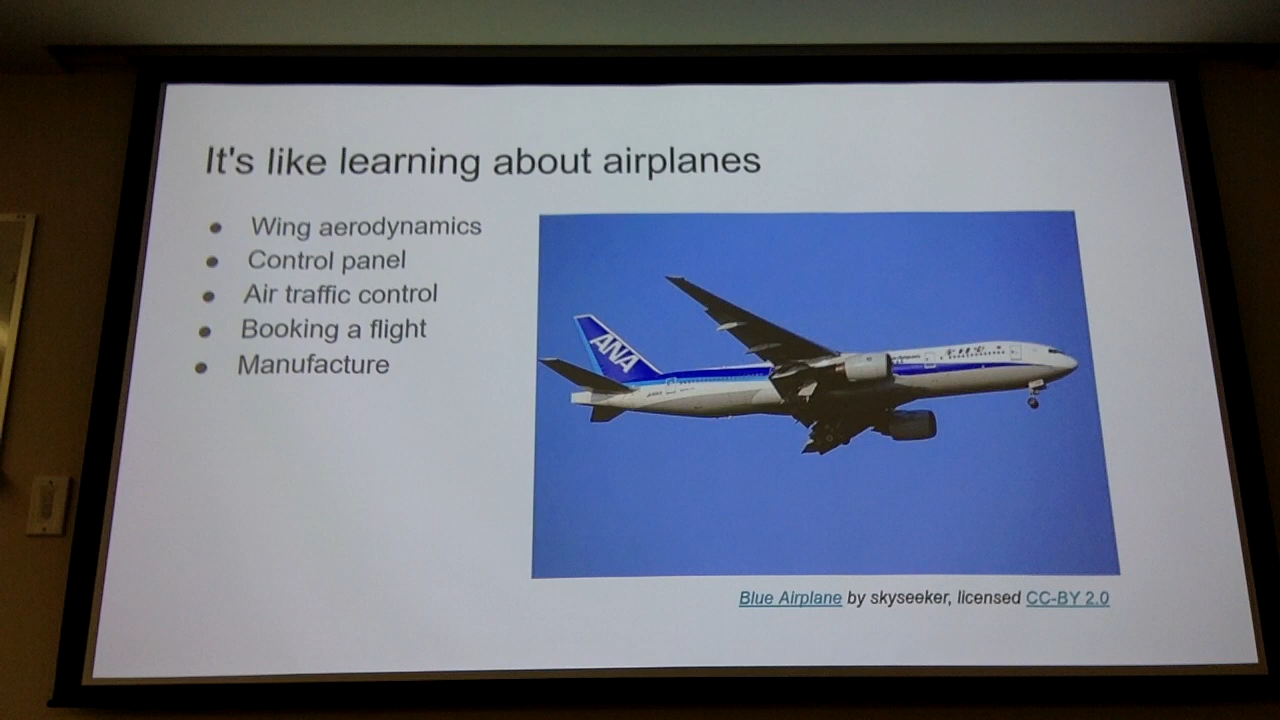 It's like learning about airplanes
● Wing aerodynamics
● Control panel
● Air traffic control
● Booking a flight
● Manufacture
ANA
Blue Airplane by skyseeker, licensed CC-BY 2.0